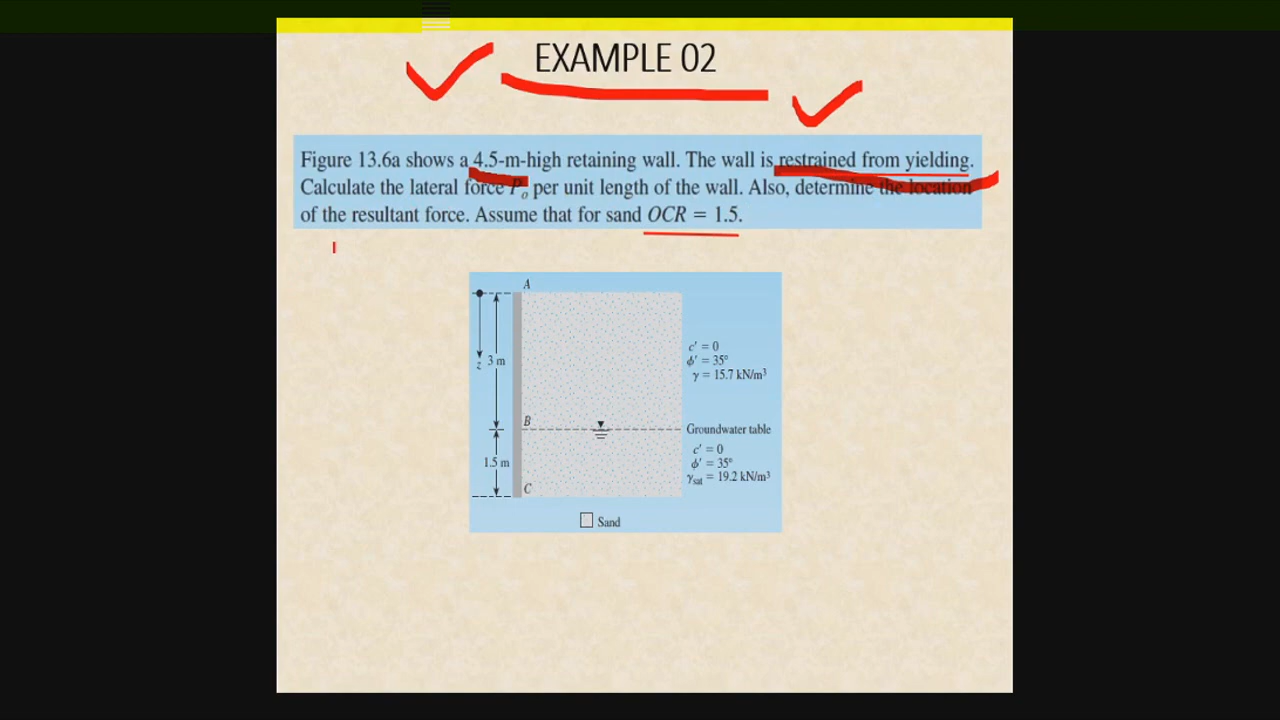 EXAMPLE 02
Figure 13.6a shows a 4.5-m-high retaining wall. The wall is restrained from yielding.
Calculate the lateral force Pₒ per unit length of the wall. Also, determine the location
of the resultant force. Assume that for sand OCR = 1.5.
A
c′ = 0
z 3 m
ϕ′ = 35°
γ = 15.7 kN/m³
B
Groundwater table
c′ = 0
1.5 m
ϕ′ = 35°
γsat = 19.2 kN/m³
C
Sand